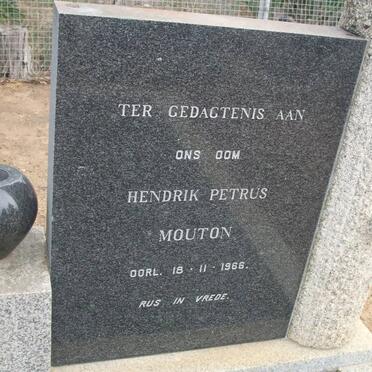 TER GEDAGTENIS AAN
ONS OOM
HENDRIK PETRUS
MOUTON
OORL. 18 · 11 · 1966.
RUS IN VREDE.